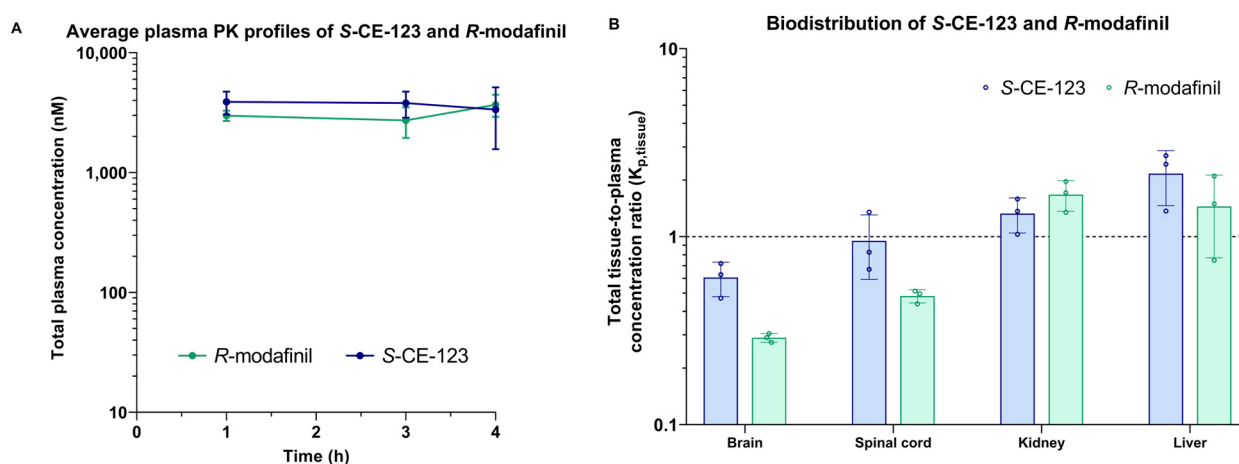 A
Average plasma PK profiles of S-CE-123 and R-modafinil
Total plasma concentration (nM)
10,000
1,000
100
10
R-modafinil
S-CE-123
0
1
2
3
4
Time (h)
B
Biodistribution of S-CE-123 and R-modafinil
Total tissue-to-plasma
concentration ratio (Kp,tissue)
10
1
0.1
S-CE-123
R-modafinil
Brain
Spinal cord
Kidney
Liver